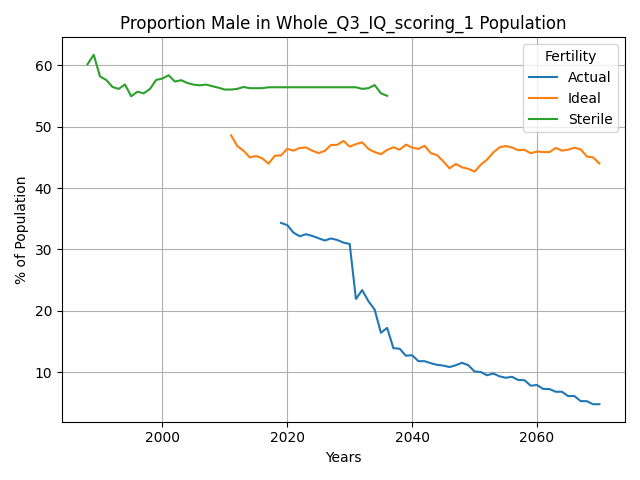 Proportion Male in Whole_Q3_IQ_scoring_1 Population
Fertility
Actual
Ideal
Sterile
% of Population
60
50
40
30
20
10
2000
2020
2040
2060
Years